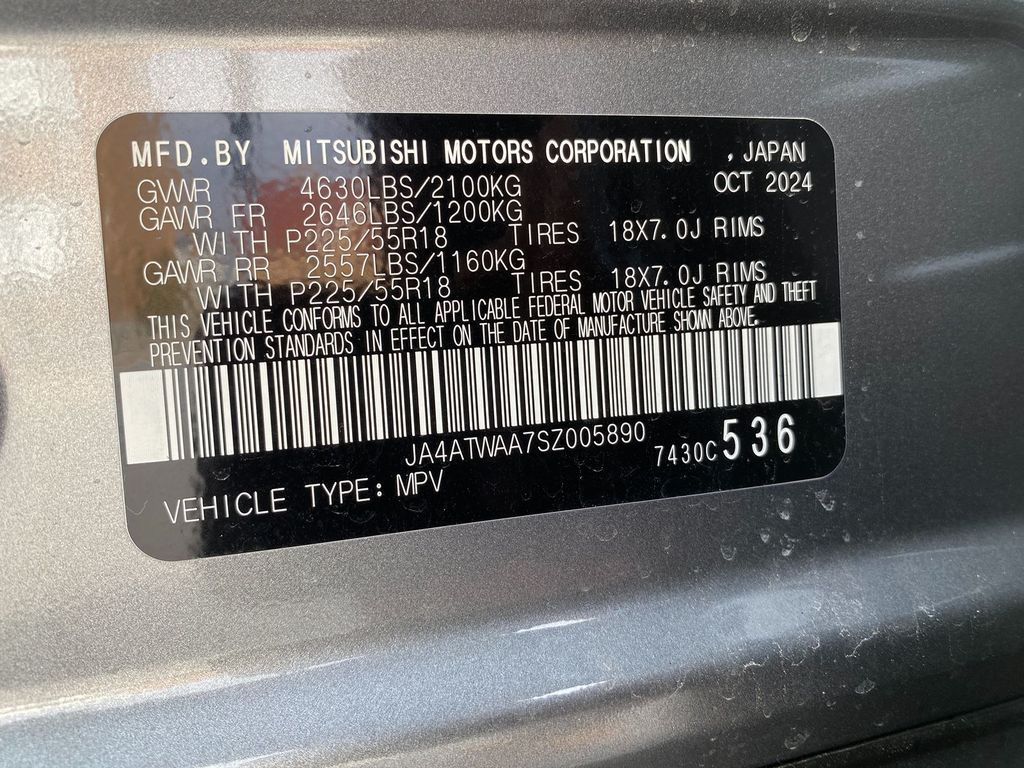 MFD.BY MITSUBISHI MOTORS CORPORATION , JAPAN
GVWR 4630LBS/2100KG OCT 2024
GAWR FR 2646LBS/1200KG
WITH P225/55R18 TIRES 18X7.0J RIMS
GAWR RR 2557LBS/1160KG
WITH P225/55R18 TIRES 18X7.0J RIMS
THIS VEHICLE CONFORMS TO ALL APPLICABLE FEDERAL MOTOR VEHICLE SAFETY AND THEFT
PREVENTION STANDARDS IN EFFECT ON THE DATE OF MANUFACTURE SHOWN ABOVE.
JA4ATWAA7SZ005890 7430C 536
VEHICLE TYPE: MPV